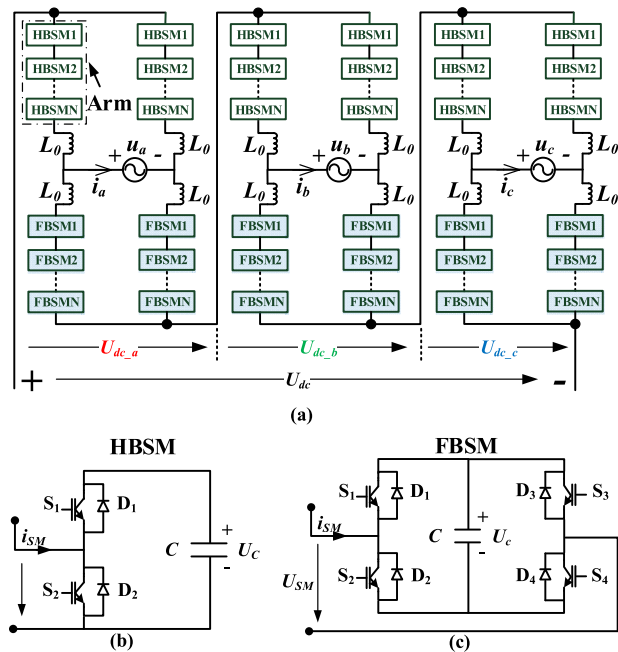 HBSM1 HBSM1 HBSM1 HBSM1 HBSM1 HBSM1
HBSM2 HBSM2 HBSM2 HBSM2 HBSM2 HBSM2
Arm
HBSMN HBSMN HBSMN HBSMN HBSMN HBSMN
L0 L0 L0 L0 L0 L0
+ ua - + ub - + uc -
ia ib ic
L0 L0 L0 L0 L0 L0
FBSM1 FBSM1 FBSM1 FBSM1 FBSM1 FBSM1
FBSM2 FBSM2 FBSM2 FBSM2 FBSM2 FBSM2
FBSMN FBSMN FBSMN FBSMN FBSMN FBSMN
Udc_a Udc_b Udc_c
+ Udc -
(a)
HBSM
S1 D1
iSM
C + UC -
S2 D2
(b)
FBSM
S1 D1 D3 S3
iSM
C + Uc -
USM
S2 D2 D4 S4
(c)